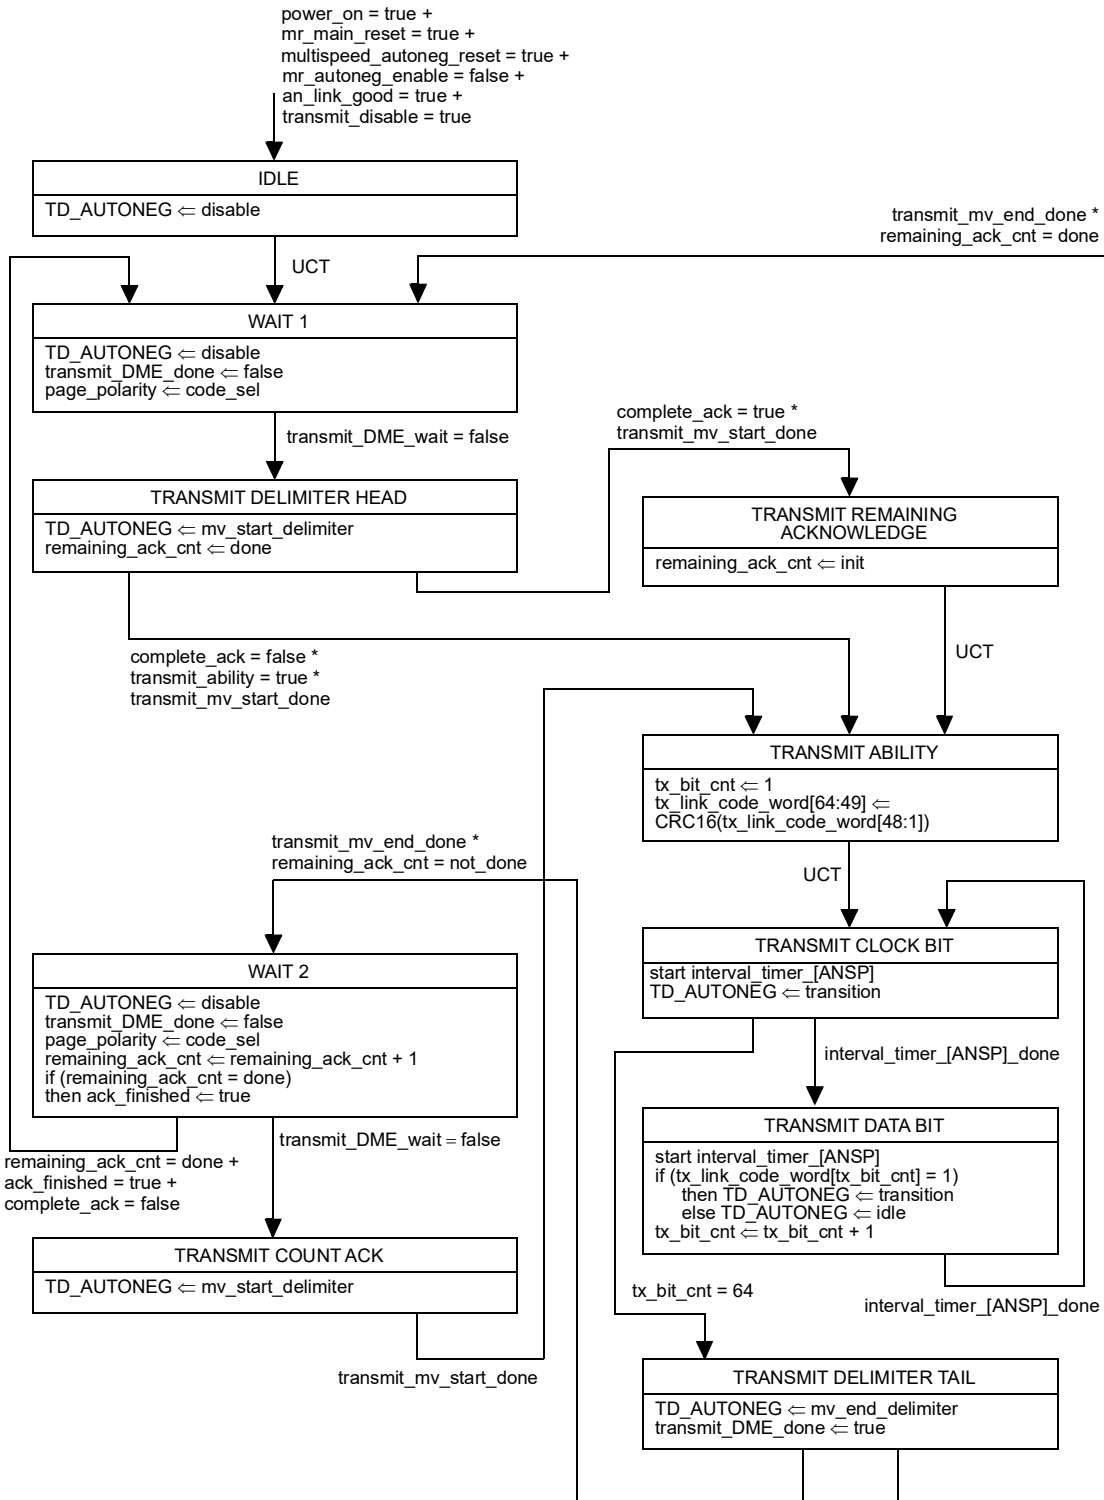 power_on = true +
mr_main_reset = true +
multispeed_autoneg_reset = true +
mr_autoneg_enable = false +
an_link_good = true +
transmit_disable = true
IDLE
TD_AUTONEG ⇐ disable
transmit_mv_end_done *
remaining_ack_cnt = done
UCT
WAIT 1
TD_AUTONEG ⇐ disable
transmit_DME_done ⇐ false
page_polarity ⇐ code_sel
transmit_DME_wait = false
complete_ack = true *
transmit_mv_start_done
TRANSMIT DELIMITER HEAD
TD_AUTONEG ⇐ mv_start_delimiter
remaining_ack_cnt ⇐ done
TRANSMIT REMAINING
ACKNOWLEDGE
remaining_ack_cnt ⇐ init
UCT
complete_ack = false *
transmit_ability = true *
transmit_mv_start_done
TRANSMIT ABILITY
tx_bit_cnt ⇐ 1
tx_link_code_word[64:49] ⇐
CRC16(tx_link_code_word[48:1])
transmit_mv_end_done *
remaining_ack_cnt = not_done
UCT
TRANSMIT CLOCK BIT
start interval_timer_[ANSP]
TD_AUTONEG ⇐ transition
WAIT 2
TD_AUTONEG ⇐ disable
transmit_DME_done ⇐ false
page_polarity ⇐ code_sel
remaining_ack_cnt ⇐ remaining_ack_cnt + 1
if (remaining_ack_cnt = done)
then ack_finished ⇐ true
interval_timer_[ANSP]_done
TRANSMIT DATA BIT
start interval_timer_[ANSP]
if (tx_link_code_word[tx_bit_cnt] = 1)
then TD_AUTONEG ⇐ transition
else TD_AUTONEG ⇐ idle
tx_bit_cnt ⇐ tx_bit_cnt + 1
transmit_DME_wait = false
remaining_ack_cnt = done +
ack_finished = true +
complete_ack = false
TRANSMIT COUNT ACK
TD_AUTONEG ⇐ mv_start_delimiter
tx_bit_cnt = 64
interval_timer_[ANSP]_done
transmit_mv_start_done
TRANSMIT DELIMITER TAIL
TD_AUTONEG ⇐ mv_end_delimiter
transmit_DME_done ⇐ true